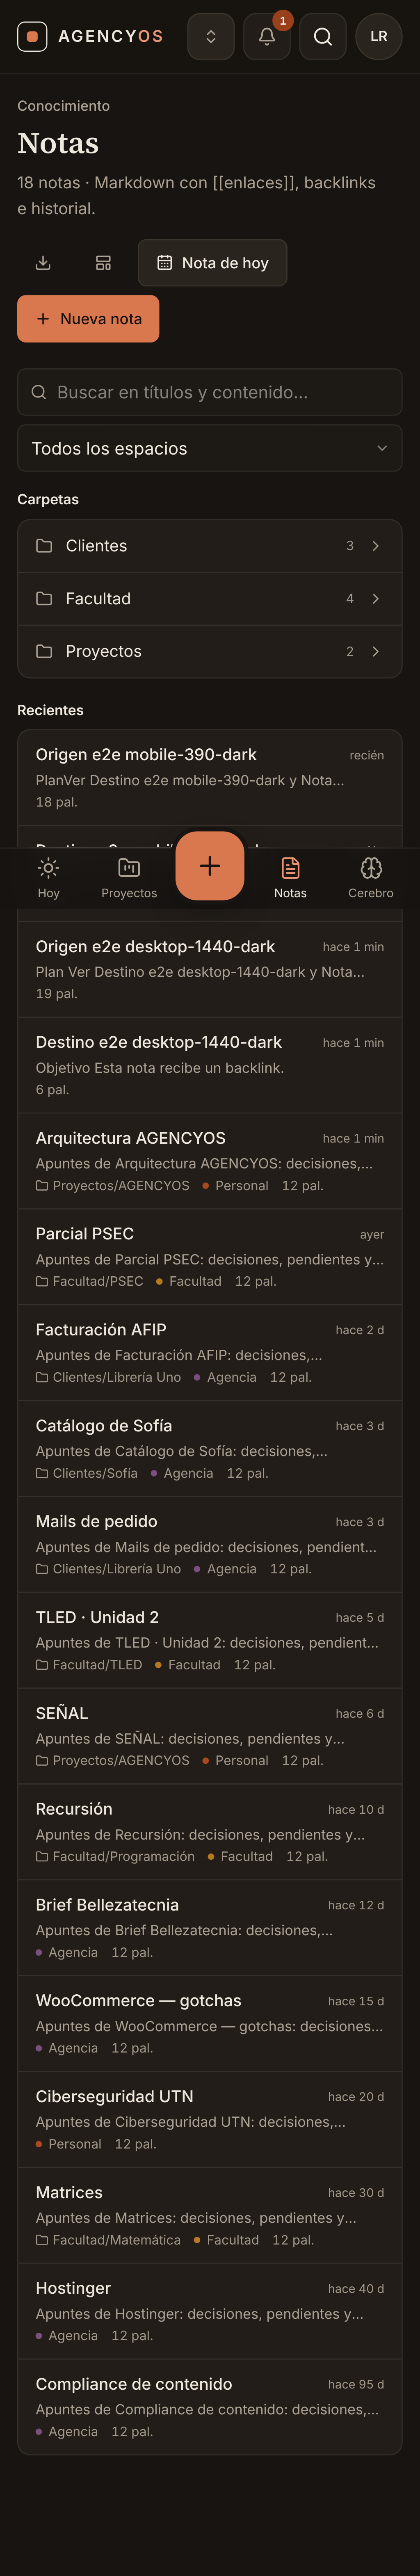 AGENCYOS
1
LR
Conocimiento
Notas
18 notas · Markdown con [[enlaces]], backlinks
e historial.
Nota de hoy
Nueva nota
Buscar en títulos y contenido...
Todos los espacios
Carpetas
Clientes 3
Facultad 4
Proyectos 2
Recientes
Origen e2e mobile-390-dark recién
PlanVer Destino e2e mobile-390-dark y Nota...
18 pal.
Hoy
Proyectos
Notas
Cerebro
Origen e2e desktop-1440-dark hace 1 min
Plan Ver Destino e2e desktop-1440-dark y Nota...
19 pal.
Destino e2e desktop-1440-dark hace 1 min
Objetivo Esta nota recibe un backlink.
6 pal.
Arquitectura AGENCYOS hace 1 min
Apuntes de Arquitectura AGENCYOS: decisiones,...
Proyectos/AGENCYOS Personal 12 pal.
Parcial PSEC ayer
Apuntes de Parcial PSEC: decisiones, pendientes y...
Facultad/PSEC Facultad 12 pal.
Facturación AFIP hace 2 d
Apuntes de Facturación AFIP: decisiones,...
Clientes/Librería Uno Agencia 12 pal.
Catálogo de Sofía hace 3 d
Apuntes de Catálogo de Sofía: decisiones,...
Clientes/Sofía Agencia 12 pal.
Mails de pedido hace 3 d
Apuntes de Mails de pedido: decisiones, pendient...
Clientes/Librería Uno Agencia 12 pal.
TLED · Unidad 2 hace 5 d
Apuntes de TLED · Unidad 2: decisiones, pendient...
Facultad/TLED Facultad 12 pal.
SEÑAL hace 6 d
Apuntes de SEÑAL: decisiones, pendientes y...
Proyectos/AGENCYOS Personal 12 pal.
Recursión hace 10 d
Apuntes de Recursión: decisiones, pendientes y...
Facultad/Programación Facultad 12 pal.
Brief Bellezatecnia hace 12 d
Apuntes de Brief Bellezatecnia: decisiones,...
Agencia 12 pal.
WooCommerce — gotchas hace 15 d
Apuntes de WooCommerce — gotchas: decisiones...
Agencia 12 pal.
Ciberseguridad UTN hace 20 d
Apuntes de Ciberseguridad UTN: decisiones,...
Personal 12 pal.
Matrices hace 30 d
Apuntes de Matrices: decisiones, pendientes y...
Facultad/Matemática Facultad 12 pal.
Hostinger hace 40 d
Apuntes de Hostinger: decisiones, pendientes y...
Agencia 12 pal.
Compliance de contenido hace 95 d
Apuntes de Compliance de contenido: decisiones,...
Agencia 12 pal.